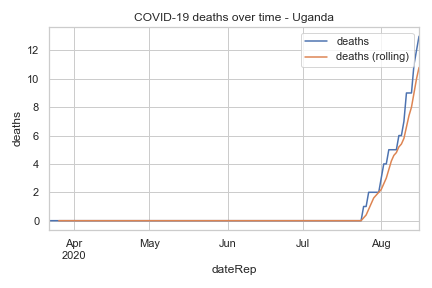 COVID-19 deaths over time - Uganda
deaths
deaths (rolling)
12
10
8
6
4
2
0
deaths
Apr
2020
May
Jun
Jul
Aug
dateRep